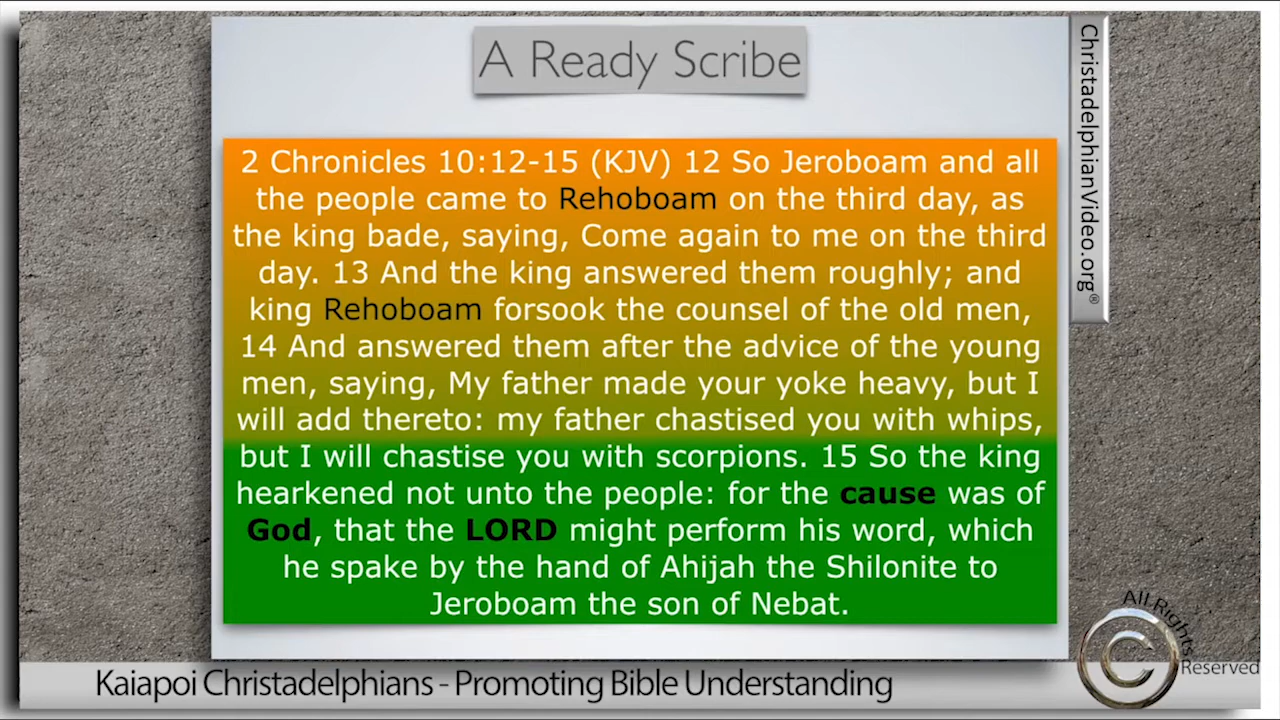 A Ready Scribe
2 Chronicles 10:12-15 (KJV) 12 So Jeroboam and all
the people came to Rehoboam on the third day, as
the king bade, saying, Come again to me on the third
day. 13 And the king answered them roughly; and
king Rehoboam forsook the counsel of the old men,
14 And answered them after the advice of the young
men, saying, My father made your yoke heavy, but I
will add thereto: my father chastised you with whips,
but I will chastise you with scorpions. 15 So the king
hearkened not unto the people: for the cause was of
God, that the LORD might perform his word, which
he spake by the hand of Ahijah the Shilonite to
Jeroboam the son of Nebat.
ChristadelphianVideo.org®
All Rights
C
Reserved
Kaiapoi Christadelphians - Promoting Bible Understanding